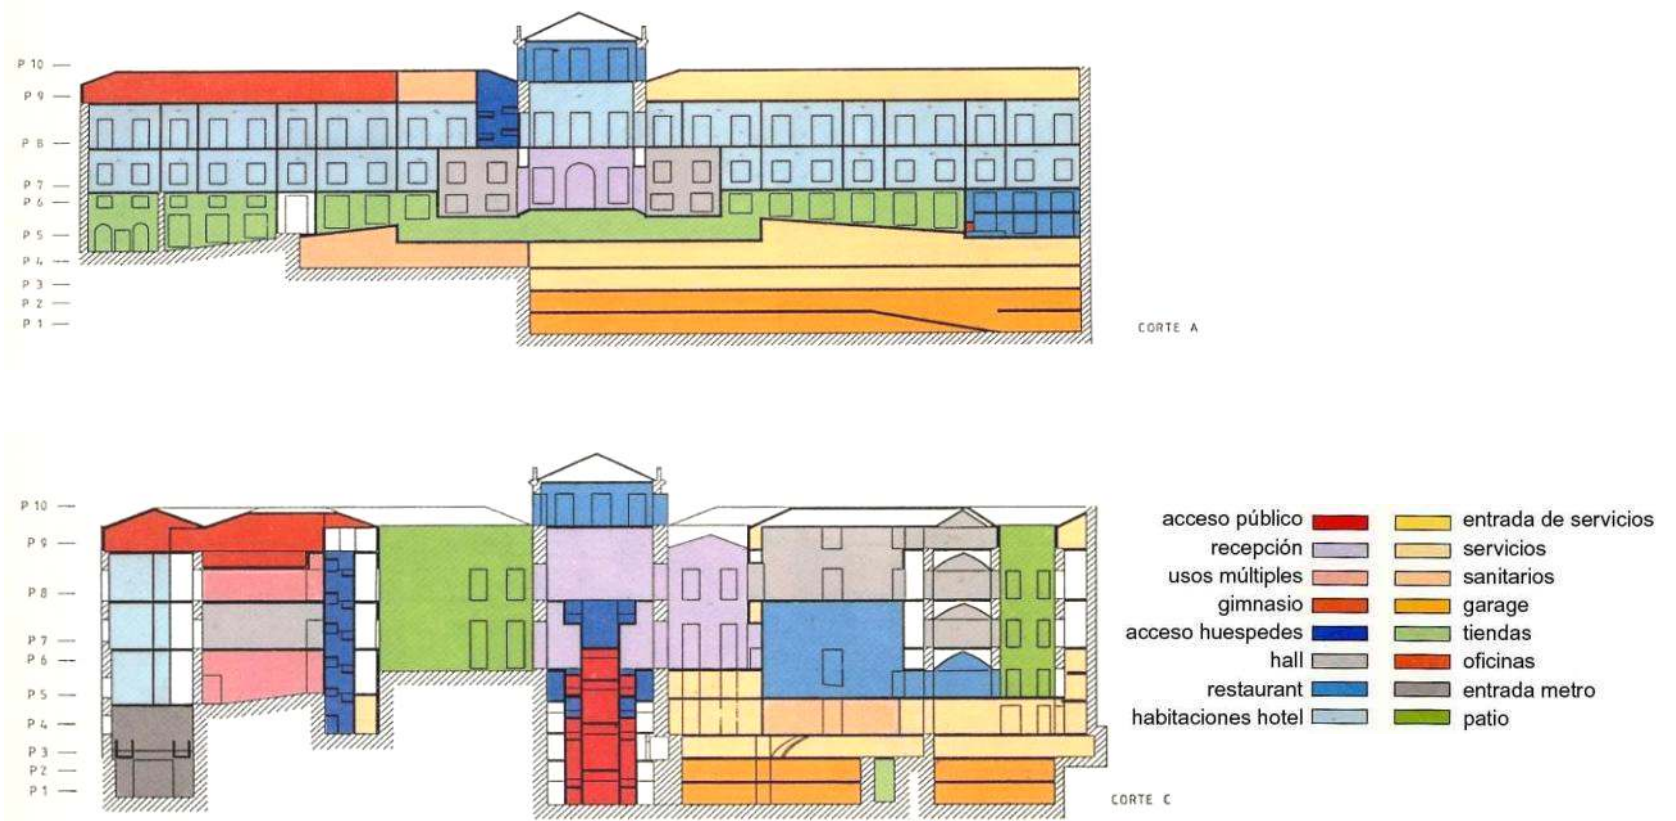 P 10
P 9
P 8
P 7
P 6
P 5
P 4
P 3
P 2
P 1
CORTE A
P 10
P 9
P 8
P 7
P 6
P 5
P 4
P 3
P 2
P 1
CORTE C
acceso público entrada de servicios
recepción servicios
usos múltiples sanitarios
gimnasio garage
acceso huespedes tiendas
hall oficinas
restaurant entrada metro
habitaciones hotel patio